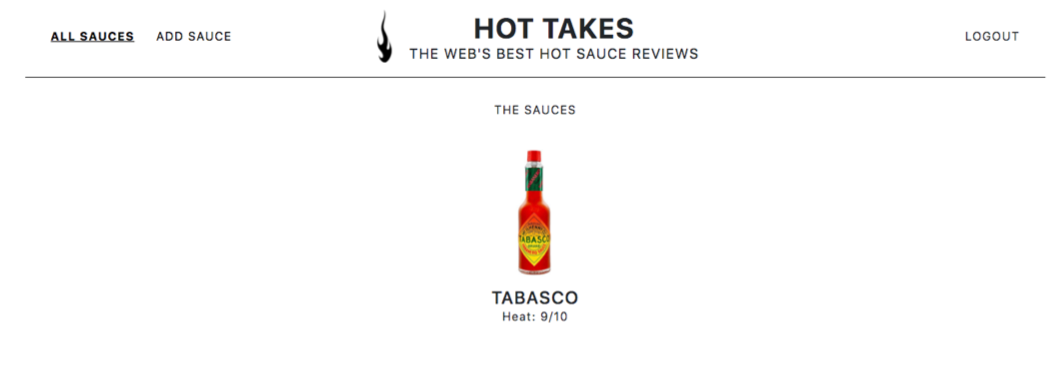 ALL SAUCES
ADD SAUCE
HOT TAKES
THE WEB'S BEST HOT SAUCE REVIEWS
LOGOUT
THE SAUCES
TABASCO
TABASCO
Heat: 9/10